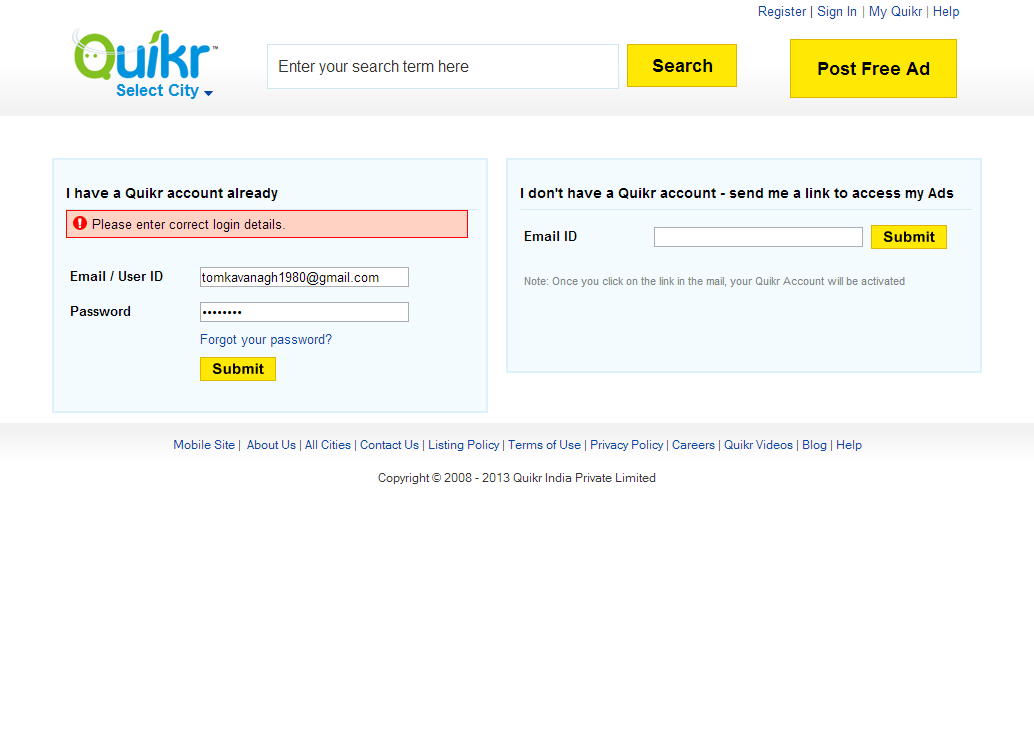 Register | Sign In | My Quikr | Help
Quikr™
Select City
Enter your search term here
Search
Post Free Ad
I have a Quikr account already
Please enter correct login details.
Email / User ID
tomkavanagh1980@gmail.com
Password
••••••••
Forgot your password?
Submit
I don't have a Quikr account - send me a link to access my Ads
Email ID
Submit
Note: Once you click on the link in the mail, your Quikr Account will be activated
Mobile Site | About Us | All Cities | Contact Us | Listing Policy | Terms of Use | Privacy Policy | Careers | Quikr Videos | Blog | Help
Copyright © 2008 - 2013 Quikr India Private Limited